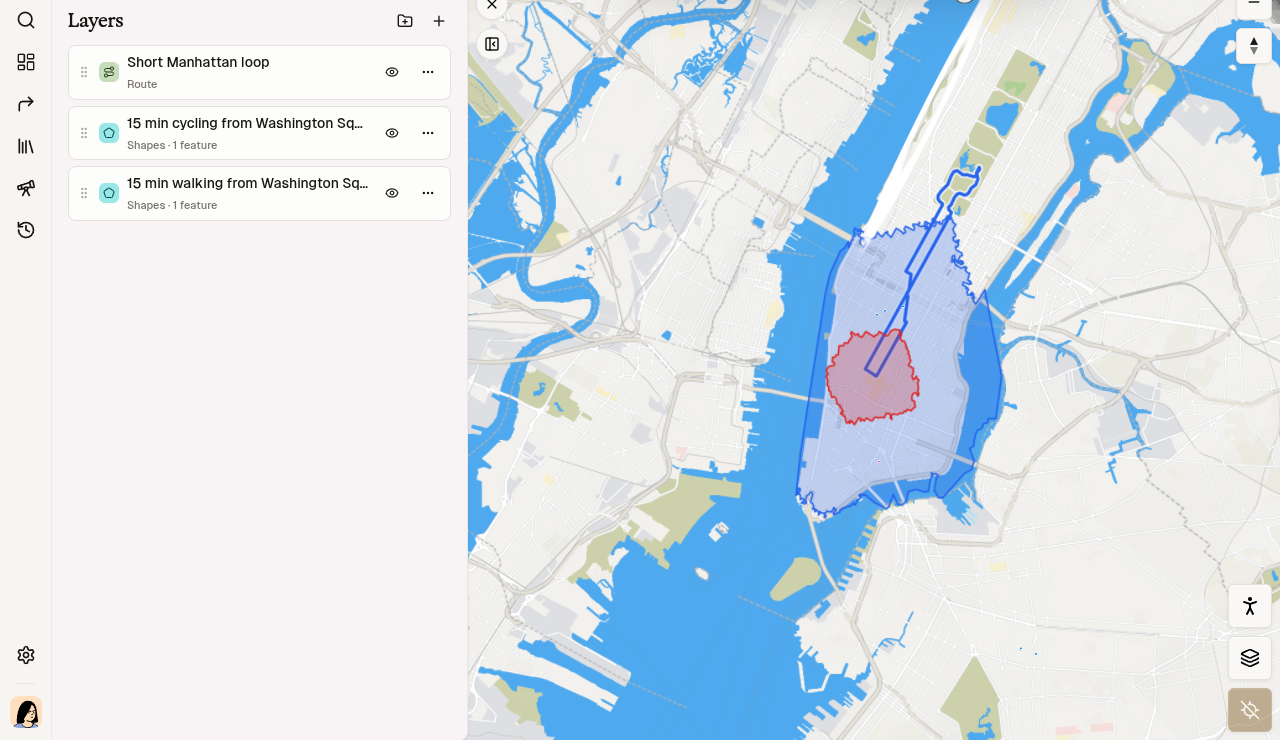 Layers
Short Manhattan loop
Route
15 min cycling from Washington Sq...
Shapes · 1 feature
15 min walking from Washington Sq...
Shapes · 1 feature